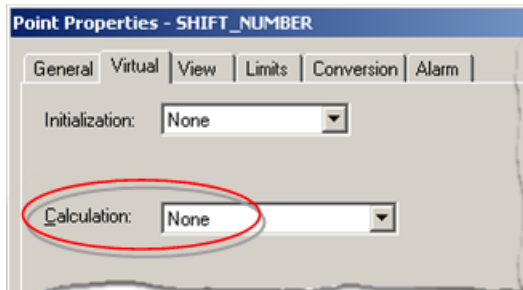 Point Properties - SHIFT_NUMBER
General Virtual View Limits Conversion Alarm
Initialization: None
Calculation: None